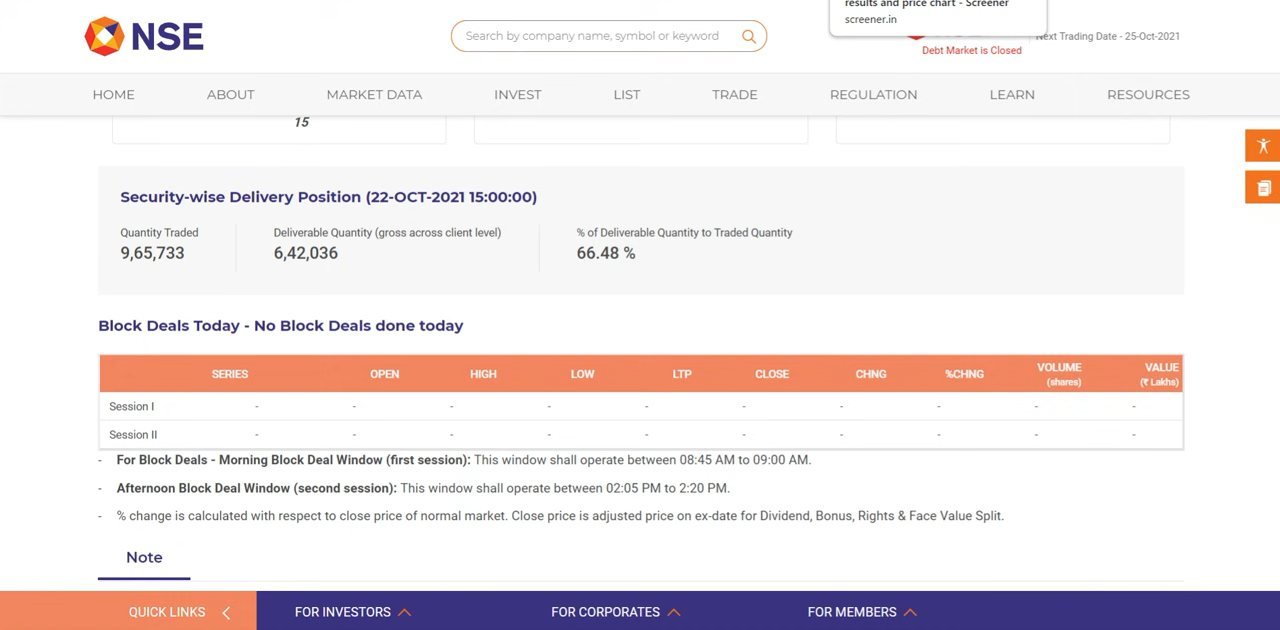 results and price chart - Screener
screener.in
NSE
Search by company name, symbol or keyword
Next Trading Date - 25-Oct-2021
Debt Market is Closed
HOME ABOUT MARKET DATA INVEST LIST TRADE REGULATION LEARN RESOURCES
15
Security-wise Delivery Position (22-OCT-2021 15:00:00)
Quantity Traded Deliverable Quantity (gross across client level) % of Deliverable Quantity to Traded Quantity
9,65,733 6,42,036 66.48 %
Block Deals Today - No Block Deals done today
SERIES OPEN HIGH LOW LTP CLOSE CHNG %CHNG VOLUME (shares) VALUE (₹ Lakhs)
Session I - - - - - - - - - -
Session II - - - - - - - - - -
- For Block Deals - Morning Block Deal Window (first session): This window shall operate between 08:45 AM to 09:00 AM.
- Afternoon Block Deal Window (second session): This window shall operate between 02:05 PM to 2:20 PM.
- % change is calculated with respect to close price of normal market. Close price is adjusted price on ex-date for Dividend, Bonus, Rights & Face Value Split.
Note
QUICK LINKS FOR INVESTORS FOR CORPORATES FOR MEMBERS